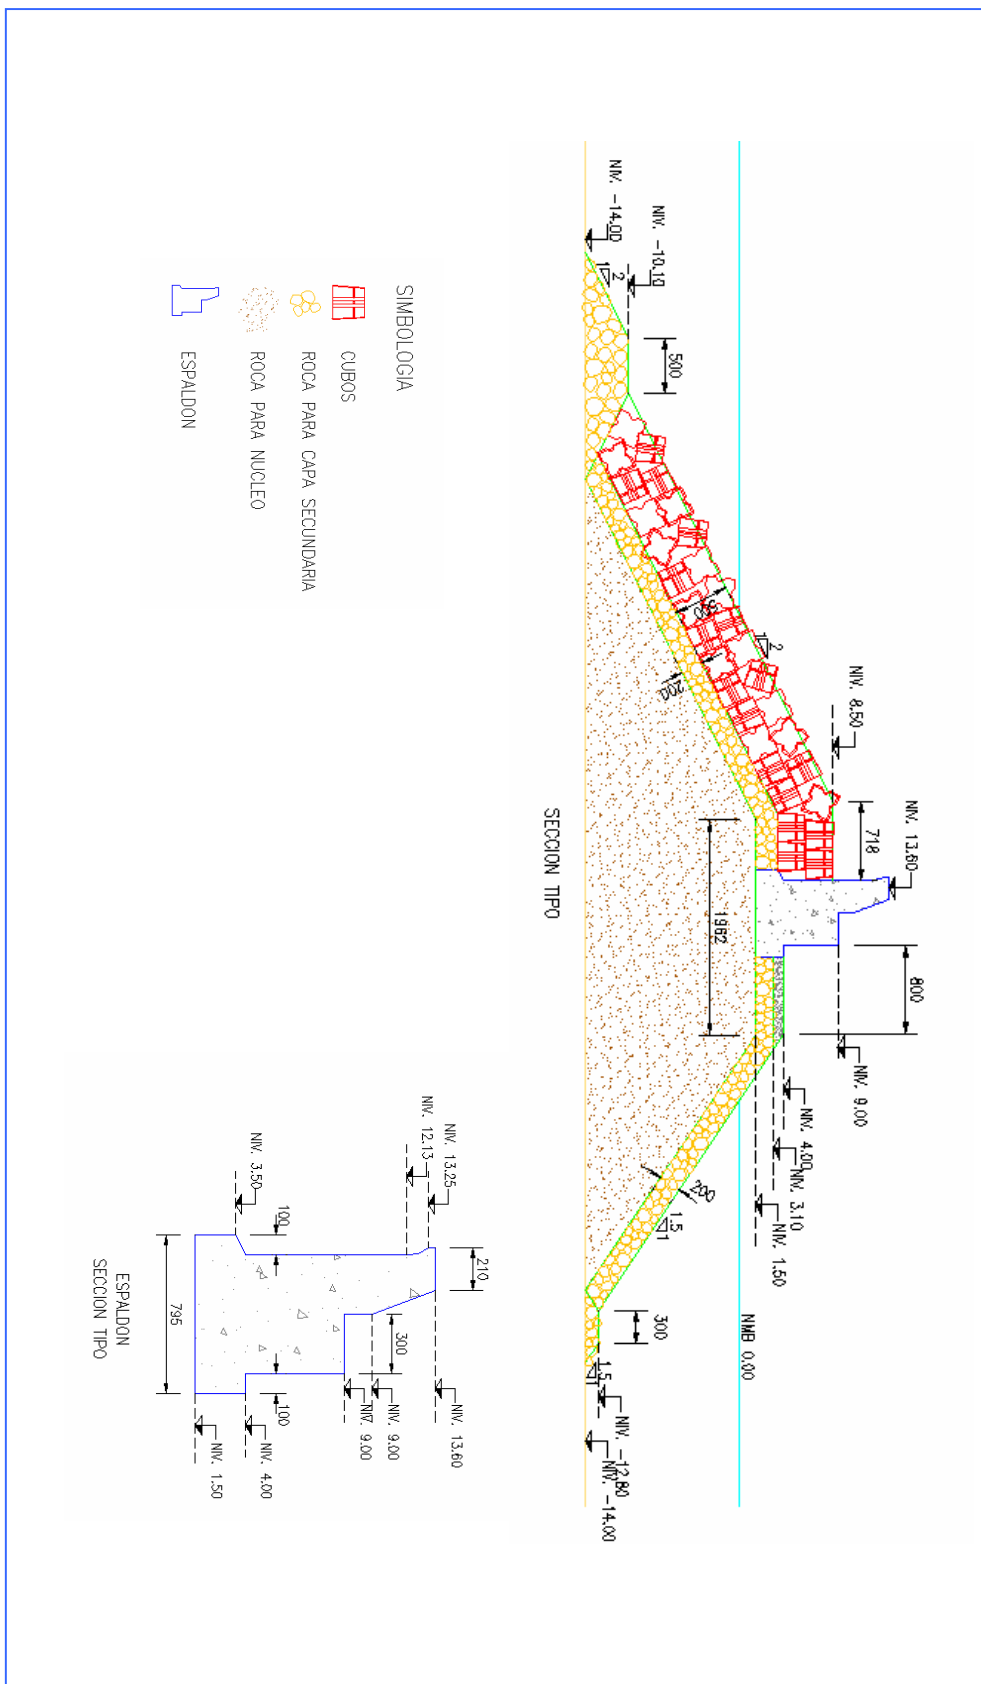 NIV. -14.00
NIV. -10.10
1
2
500
500
200
1
2
NIV. 8.50
718
NIV. 13.60
1962
800
NIV. 9.00
NIV. 4.00
NIV. 3.10
NIV. 1.50
200
1.5
1
NMB 0.00
300
1.5
1
NIV. -12.80
NIV. -14.00
SECCION TIPO
SIMBOLOGIA
CUBOS
ROCA PARA CAPA SECUNDARIA
ROCA PARA NUCLEO
ESPALDON
NIV. 3.50
NIV. 12.13
NIV. 13.25
100
210
795
300
100
NIV. 1.50
NIV. 4.00
NIV. 9.00
NIV. 9.00
NIV. 13.60
ESPALDON
SECCION TIPO